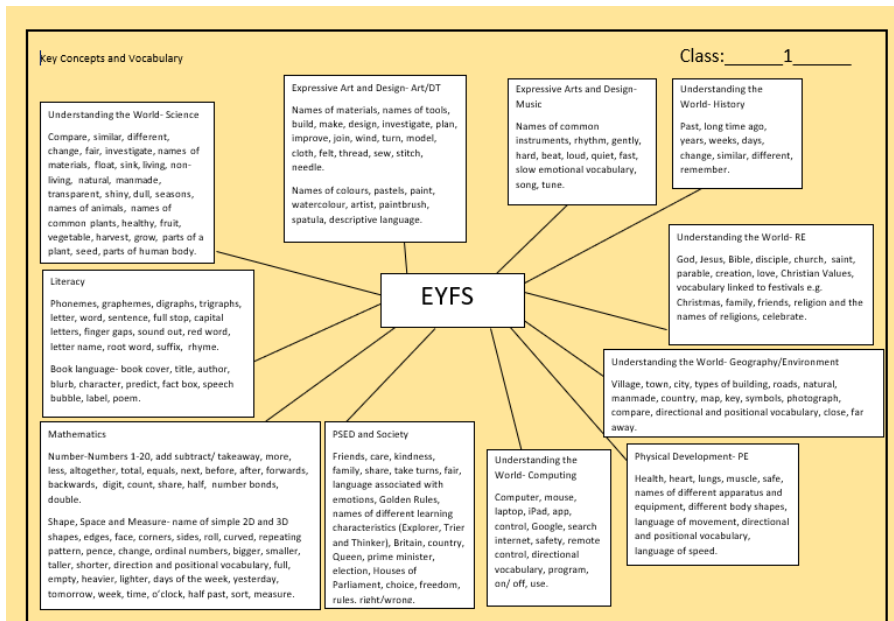 Key Concepts and Vocabulary
Class:______1______
Understanding the World- Science
Compare, similar, different,
change, fair, investigate, names of
materials, float, sink, living, non-
living, natural, manmade,
transparent, shiny, dull, seasons,
names of animals, names of
common plants, healthy, fruit,
vegetable, harvest, grow, parts of a
plant, seed, parts of human body.
Expressive Art and Design- Art/DT
Names of materials, names of tools,
build, make, design, investigate, plan,
improve, join, wind, turn, model,
cloth, felt, thread, sew, stitch,
needle.
Names of colours, pastels, paint,
watercolour, artist, paintbrush,
spatula, descriptive language.
Expressive Arts and Design-
Music
Names of common
instruments, rhythm, gently,
hard, beat, loud, quiet, fast,
slow emotional vocabulary,
song, tune.
Understanding the
World- History
Past, long time ago,
years, weeks, days,
change, similar, different,
remember.
Understanding the World- RE
God, Jesus, Bible, disciple, church, saint,
parable, creation, love, Christian Values,
vocabulary linked to festivals e.g.
Christmas, family, friends, religion and the
names of religions, celebrate.
EYFS
Literacy
Phonemes, graphemes, digraphs, trigraphs,
letter, word, sentence, full stop, capital
letters, finger gaps, sound out, red word,
letter name, root word, suffix, rhyme.
Book language- book cover, title, author,
blurb, character, predict, fact box, speech
bubble, label, poem.
Understanding the World- Geography/Environment
Village, town, city, types of building, roads, natural,
manmade, country, map, key, symbols, photograph,
compare, directional and positional vocabulary, close, far
away.
Mathematics
Number-Numbers 1-20, add subtract/ takeaway, more,
less, altogether, total, equals, next, before, after, forwards,
backwards, digit, count, share, half, number bonds,
double.
Shape, Space and Measure- name of simple 2D and 3D
shapes, edges, face, corners, sides, roll, curved, repeating
pattern, pence, change, ordinal numbers, bigger, smaller,
taller, shorter, direction and positional vocabulary, full,
empty, heavier, lighter, days of the week, yesterday,
tomorrow, week, time, o'clock, half past, sort, measure.
PSED and Society
Friends, care, kindness,
family, share, take turns, fair,
language associated with
emotions, Golden Rules,
names of different learning
characteristics (Explorer, Trier
and Thinker), Britain, country,
Queen, prime minister,
election, Houses of
Parliament, choice, freedom,
rules, right/wrong.
Understanding the
World- Computing
Computer, mouse,
laptop, iPad, app,
control, Google, search
internet, safety, remote
control, directional
vocabulary, program,
on/ off, use.
Physical Development- PE
Health, heart, lungs, muscle, safe,
names of different apparatus and
equipment, different body shapes,
language of movement, directional
and positional vocabulary,
language of speed.